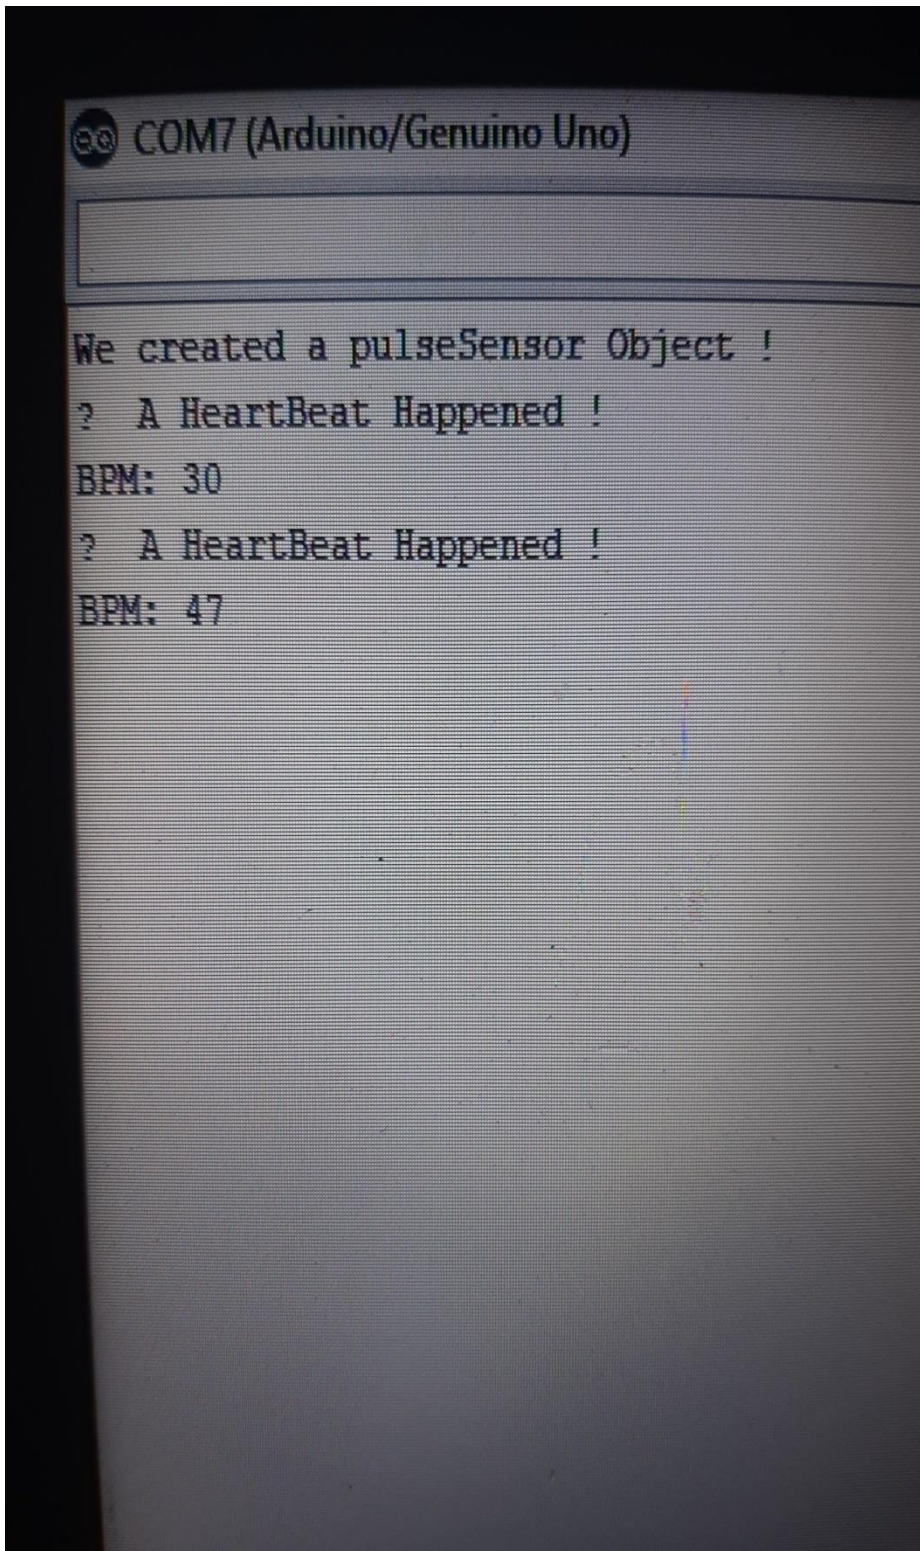 COM7 (Arduino/Genuino Uno)
We created a pulseSensor Object !
?  A HeartBeat Happened !
BPM: 30
?  A HeartBeat Happened !
BPM: 47